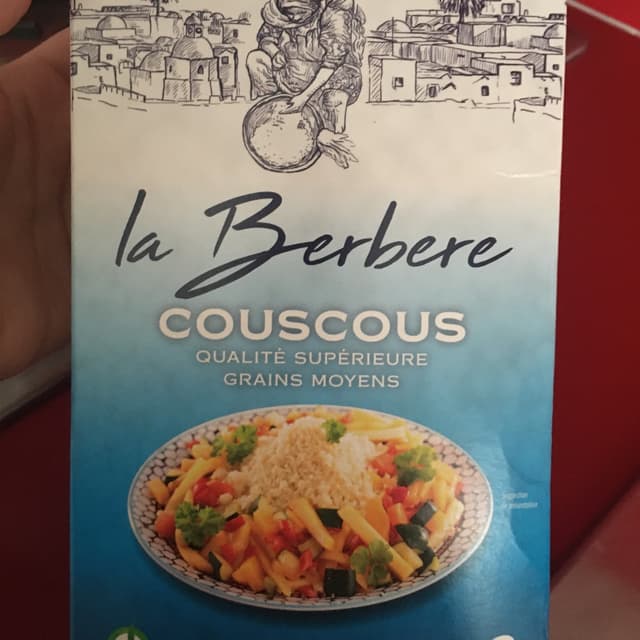 la Berbere
COUSCOUS
QUALITÉ SUPÉRIEURE
GRAINS MOYENS